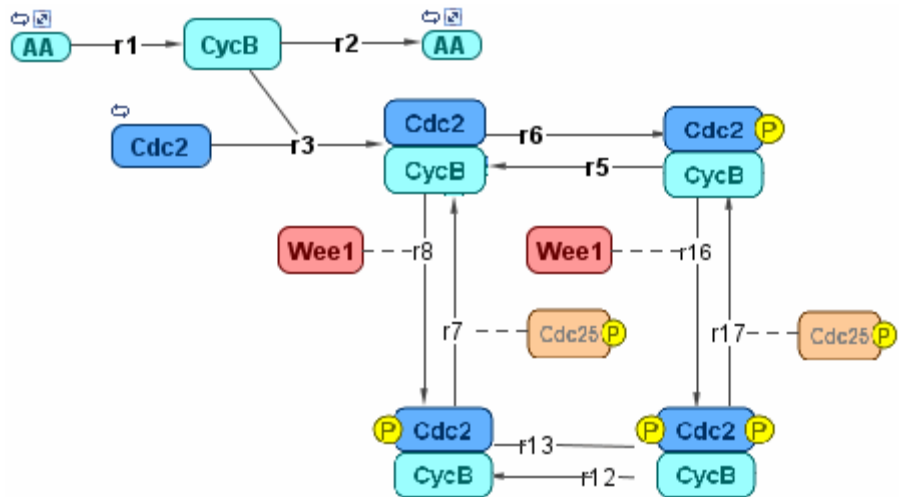 AA r1 CycB r2 AA
Cdc2 r3 Cdc2 r6 Cdc2 P
CycB r5 CycB
Wee1 r8 Wee1 r16
r7 Cdc25 P r17 Cdc25 P
P Cdc2 r13 P Cdc2 P
CycB r12 CycB